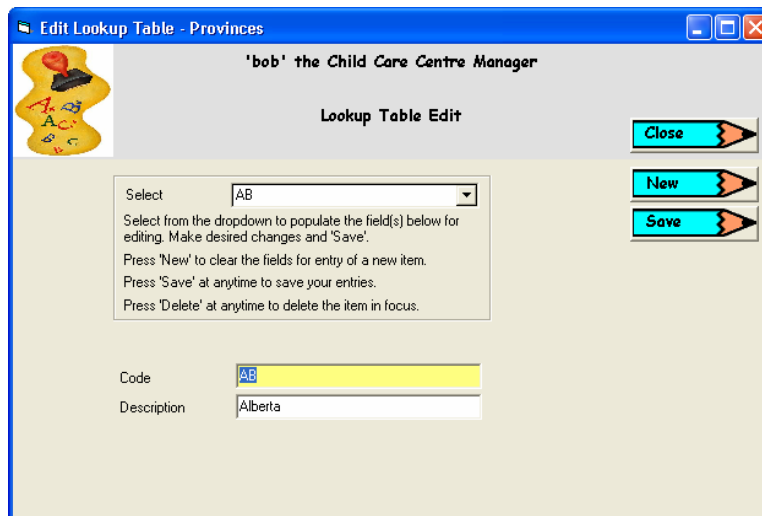 Edit Lookup Table - Provinces
'bob' the Child Care Centre Manager
Lookup Table Edit
Close
New
Save
Select AB
Select from the dropdown to populate the field(s) below for
editing. Make desired changes and 'Save'.
Press 'New' to clear the fields for entry of a new item.
Press 'Save' at anytime to save your entries.
Press 'Delete' at anytime to delete the item in focus.
Code AB
Description Alberta